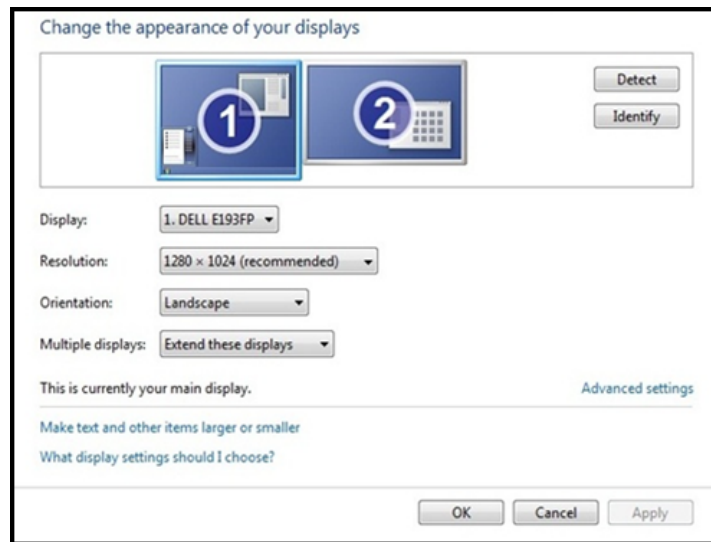 Change the appearance of your displays
1
2
Detect
Identify
Display:
1. DELL E193FP
Resolution:
1280 × 1024 (recommended)
Orientation:
Landscape
Multiple displays:
Extend these displays
This is currently your main display.
Advanced settings
Make text and other items larger or smaller
What display settings should I choose?
OK
Cancel
Apply